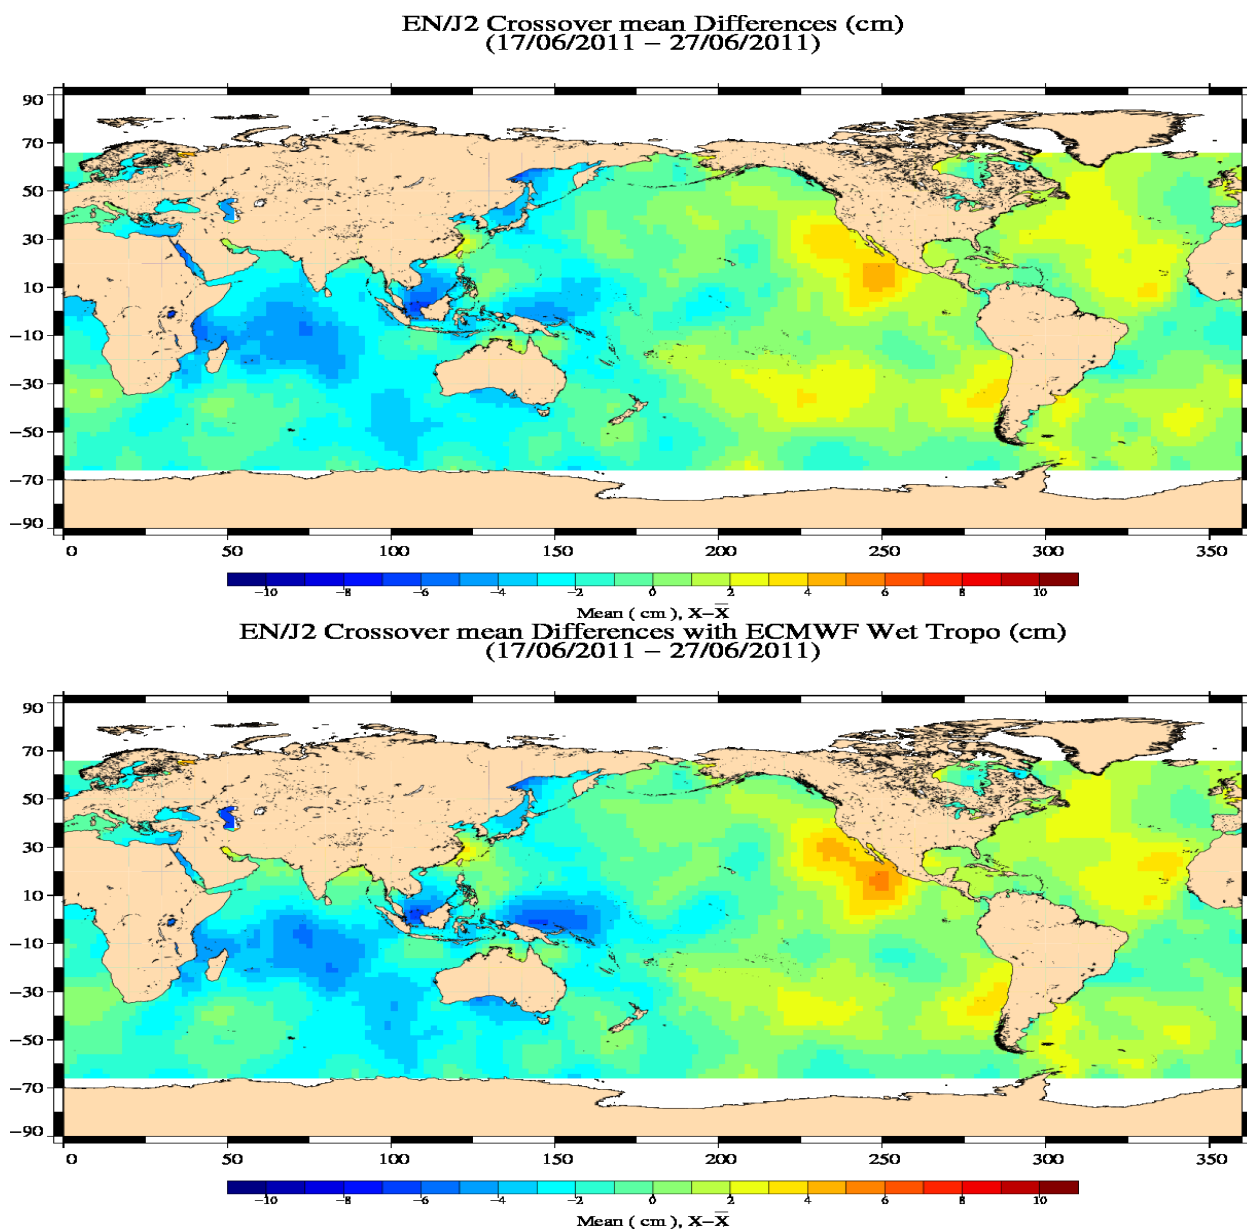 EN/J2 Crossover mean Differences (cm)
(17/06/2011 − 27/06/2011)
90
70
50
30
10
−10
−30
−50
−70
−90
0 50 100 150 200 250 300 350
−10 −8 −6 −4 −2 0 2 4 6 8 10
Mean ( cm ), X−X̅
EN/J2 Crossover mean Differences with ECMWF Wet Tropo (cm)
(17/06/2011 − 27/06/2011)
90
70
50
30
10
−10
−30
−50
−70
−90
0 50 100 150 200 250 300 350
−10 −8 −6 −4 −2 0 2 4 6 8 10
Mean ( cm ), X−X̅